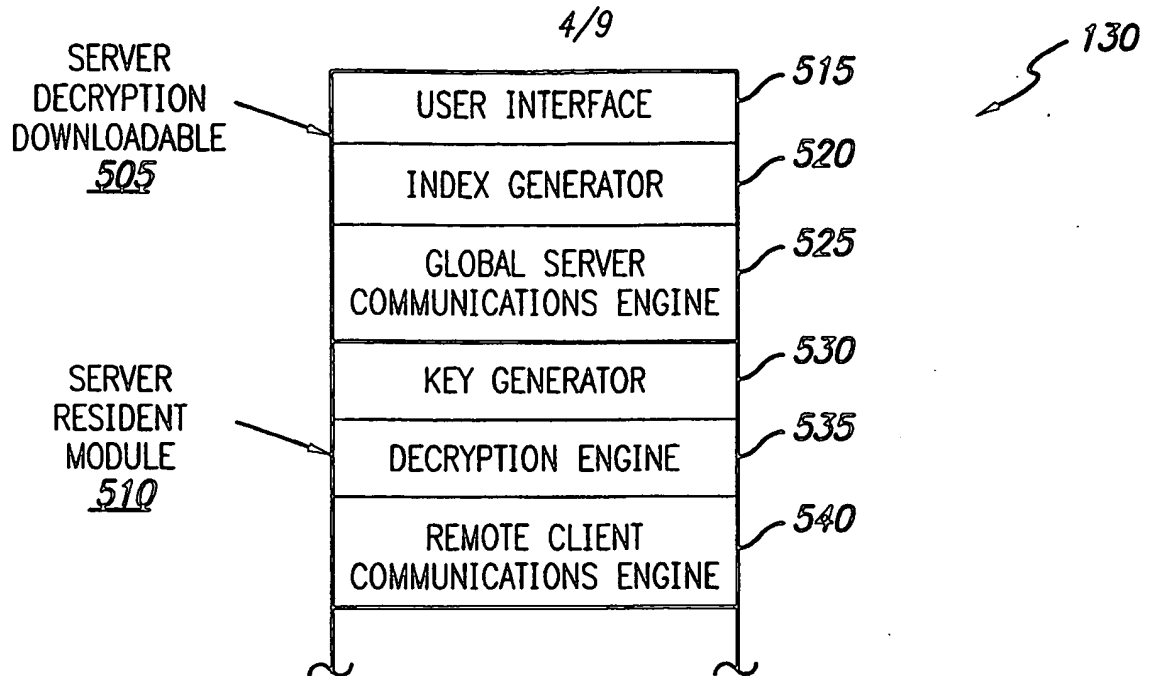 4/9
130
SERVER
DECRYPTION
DOWNLOADABLE
505
USER INTERFACE
515
INDEX GENERATOR
520
GLOBAL SERVER
COMMUNICATIONS ENGINE
525
SERVER
RESIDENT
MODULE
510
KEY GENERATOR
530
DECRYPTION ENGINE
535
REMOTE CLIENT
COMMUNICATIONS ENGINE
540